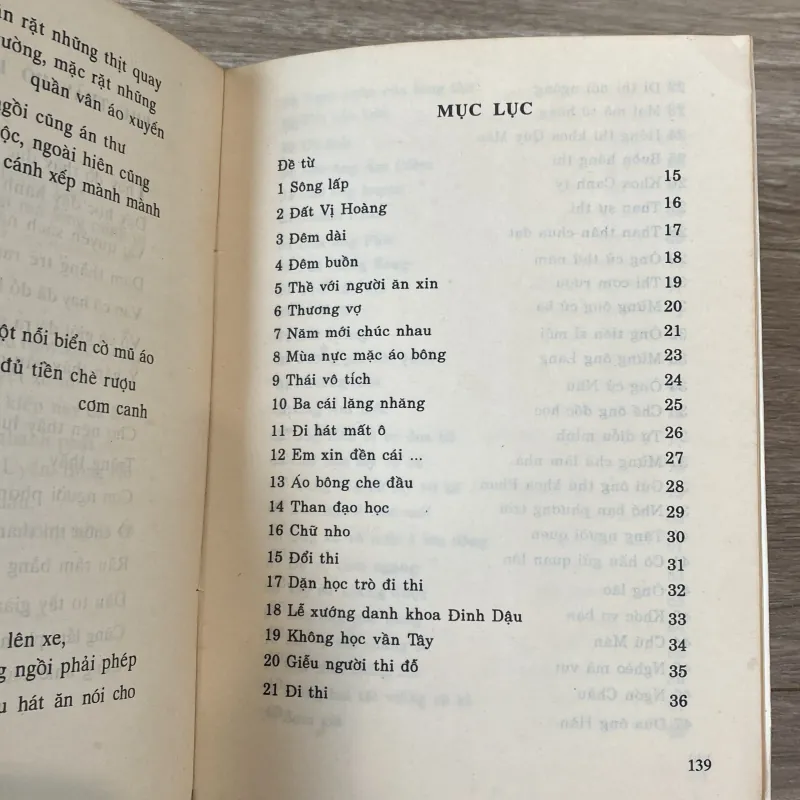 n rặt những thịt quay
ường, mặc rặt những
quần vân áo xuyến
gồi cũng án thư
ộc, ngoài hiên cũng
cánh xếp mành mành
ột nỗi biển cờ mũ áo
đủ tiền chè rượu
cơm canh
lên xe,
g ngồi phải phép
u hát ăn nói cho
MỤC LỤC
Đề từ
1 Sông lấp 15
2 Đất Vị Hoàng 16
3 Đêm dài 17
4 Đêm buồn 18
5 Thề với người ăn xin 19
6 Thương vợ 20
7 Năm mới chúc nhau 21
8 Mùa nực mặc áo bông 23
9 Thái vô tích 24
10 Ba cái lăng nhăng 25
11 Đi hát mất ô 26
12 Em xin đền cái ... 27
13 Áo bông che đầu 28
14 Than đạo học 29
16 Chữ nho 30
15 Đổi thi 31
17 Dặn học trò đi thi 32
18 Lễ xướng danh khoa Đinh Dậu 33
19 Không học vần Tây 34
20 Giễu người thi đỗ 35
21 Đi thi 36
139